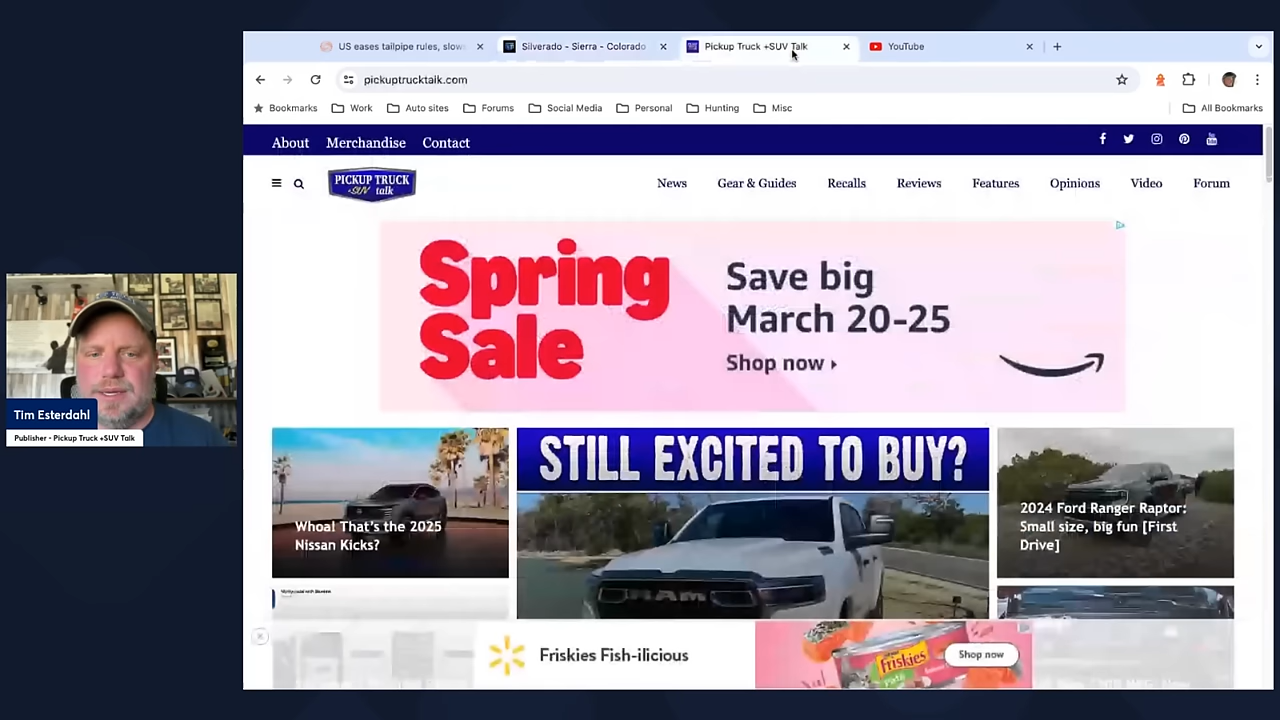 US eases tailpipe rules, slow
Silverado - Sierra - Colorado
Pickup Truck +SUV Talk
YouTube
pickuptrucktalk.com
Bookmarks
Work
Auto sites
Forums
Social Media
Personal
Hunting
Misc
All Bookmarks
About
Merchandise
Contact
PICKUP TRUCK
+SUV talk
News
Gear & Guides
Recalls
Reviews
Features
Opinions
Video
Forum
Spring
Sale
Save big
March 20-25
Shop now
STILL EXCITED TO BUY?
Whoa! That's the 2025
Nissan Kicks?
2024 Ford Ranger Raptor:
Small size, big fun [First
Drive]
RAM
Tim Esterdahl
Publisher - Pickup Truck +SUV Talk
Friskies Fish-ilicious
Friskies
Shop now